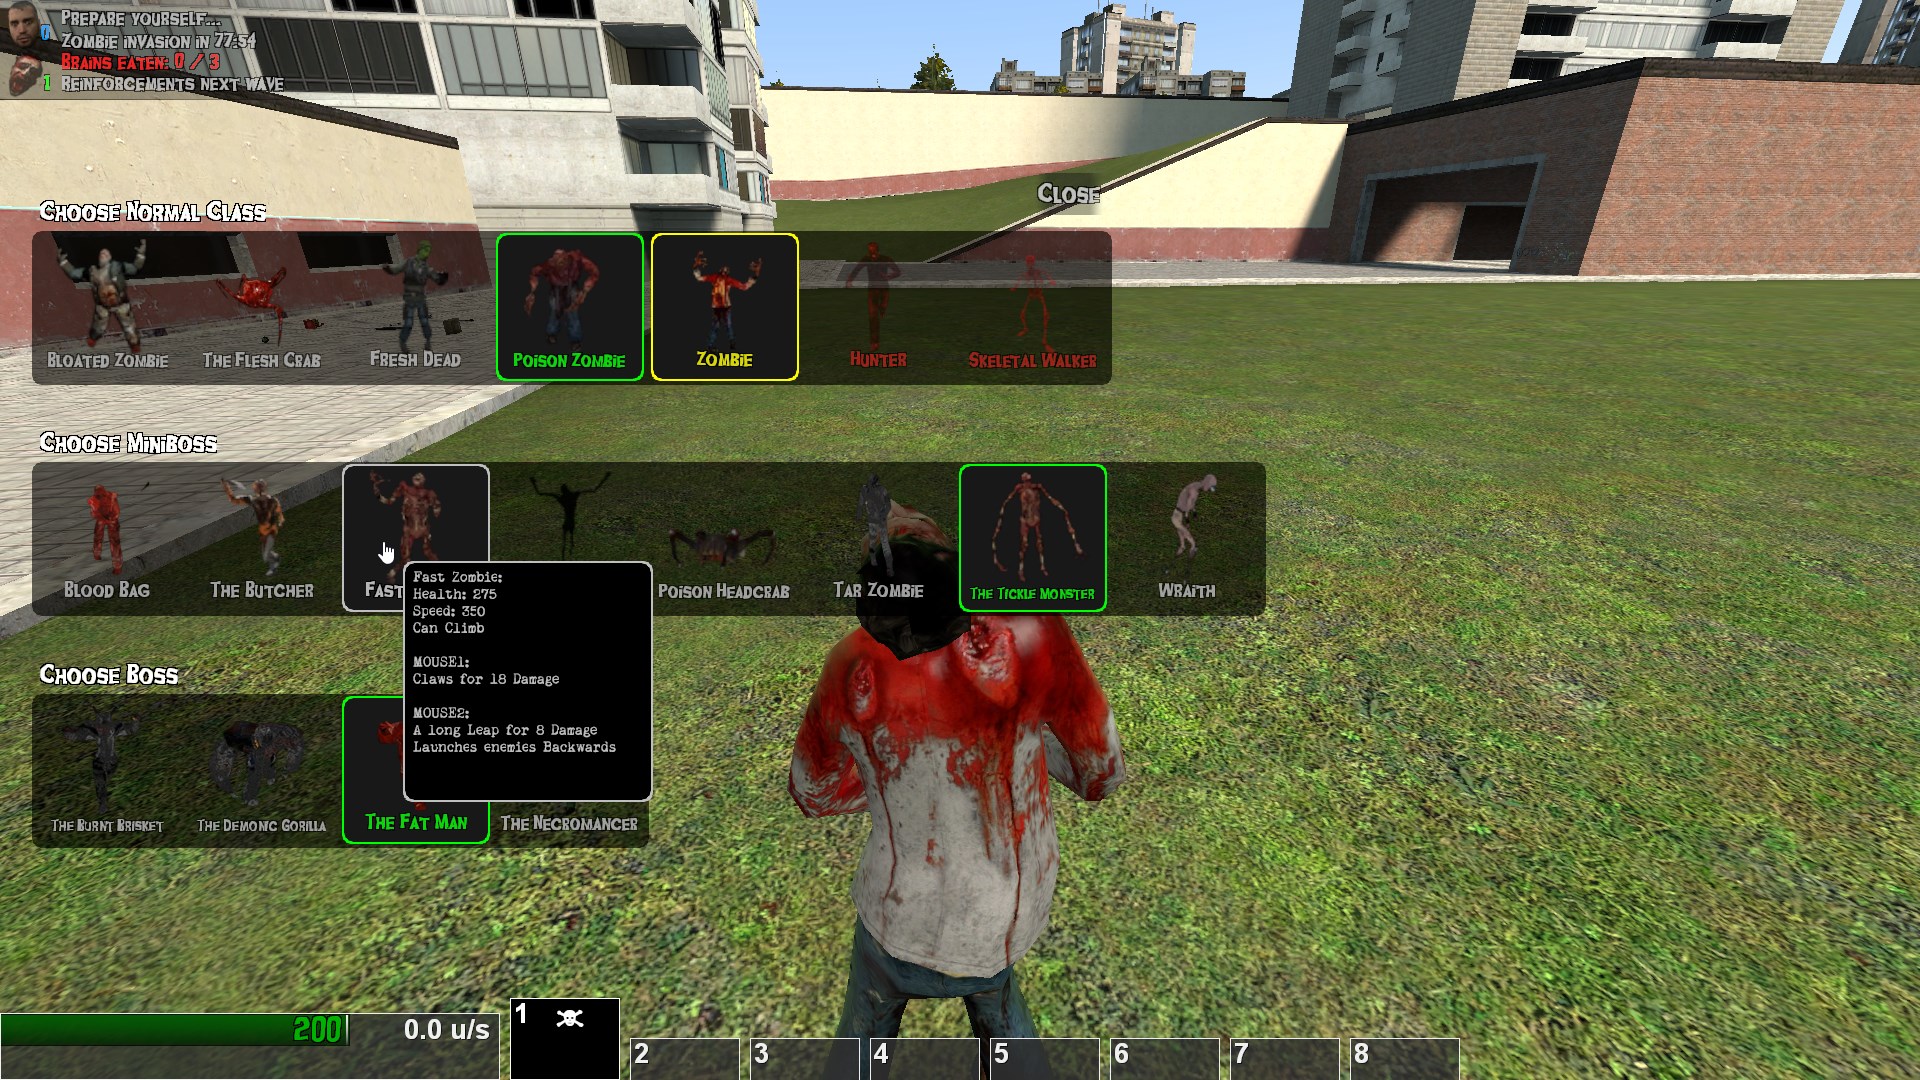 Prepare yourself...
0
Zombie invasion in 77:54
Brains eaten: 0 / 3
1
Reinforcements next wave
Close
Choose Normal Class
Bloated Zombie
The Flesh Crab
Fresh Dead
Poison Zombie
Zombie
Hunter
Skeletal Walker
Choose Miniboss
Blood Bag
The Butcher
Fast
Poison Headcrab
Tar Zombie
The Tickle Monster
Wraith
Fast Zombie:
Health: 275
Speed: 350
Can Climb
MOUSE1:
Claws for 18 Damage
MOUSE2:
A long Leap for 8 Damage
Launches enemies Backwards
Choose Boss
The Burnt Brisket
The Demonic Gorilla
The Fat Man
The Necromancer
200
0.0 u/s
1
2
3
4
5
6
7
8